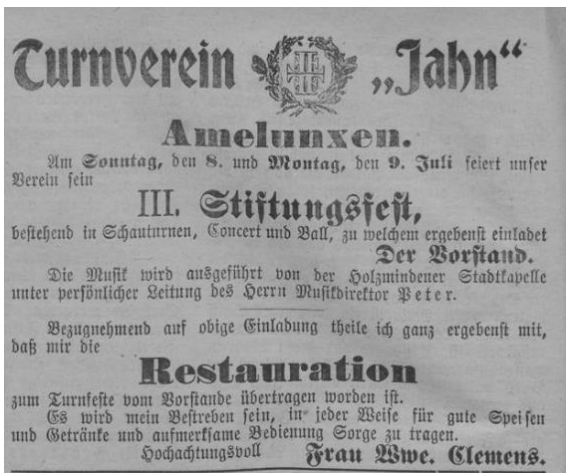 Turnverein „Jahn“
Amelunxen.
Am Sonntag, den 8. und Montag, den 9. Juli feiert unser
Verein sein
III. Stiftungsfest,
bestehend in Schauturnen, Concert und Ball, zu welchem ergebenst einladet
Der Vorstand.
Die Musik wird ausgeführt von der Holzmindener Stadtkapelle
unter persönlicher Leitung des Herrn Musikdirektor Peter.
Bezugnehmend auf obige Einladung theile ich ganz ergebenst mit,
daß mir die
Restauration
zum Turnfeste vom Vorstande übertragen worden ist.
Es wird mein Bestreben sein, in jeder Weise für gute Speisen
und Getränke und aufmerksame Bedienung Sorge zu tragen.
Hochachtungsvoll Frau Wwe. Clemens.